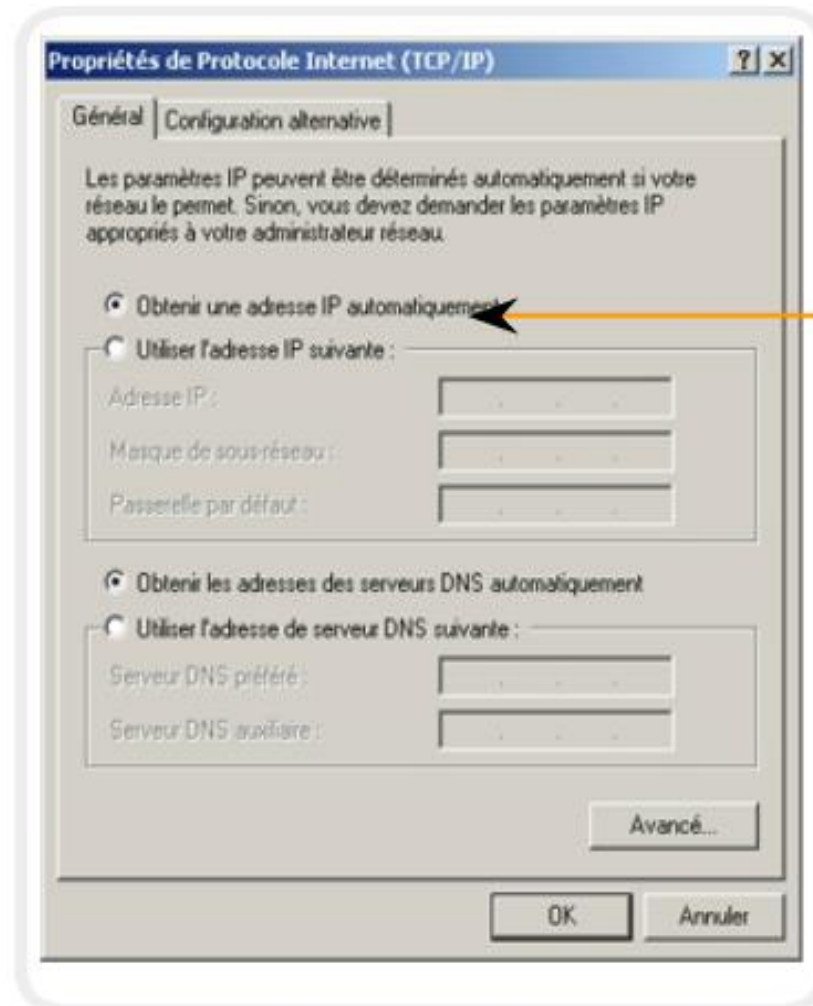 Propriétés de Protocole Internet (TCP/IP)
Général
Configuration alternative
Les paramètres IP peuvent être déterminés automatiquement si votre
réseau le permet. Sinon, vous devez demander les paramètres IP
appropriés à votre administrateur réseau.
Obtenir une adresse IP automatiquement
Utiliser l'adresse IP suivante :
Adresse IP :
Masque de sous-réseau :
Passerelle par défaut :
Obtenir les adresses des serveurs DNS automatiquement
Utiliser l'adresse de serveur DNS suivante :
Serveur DNS préféré :
Serveur DNS auxiliaire :
Avancé...
OK
Annuler